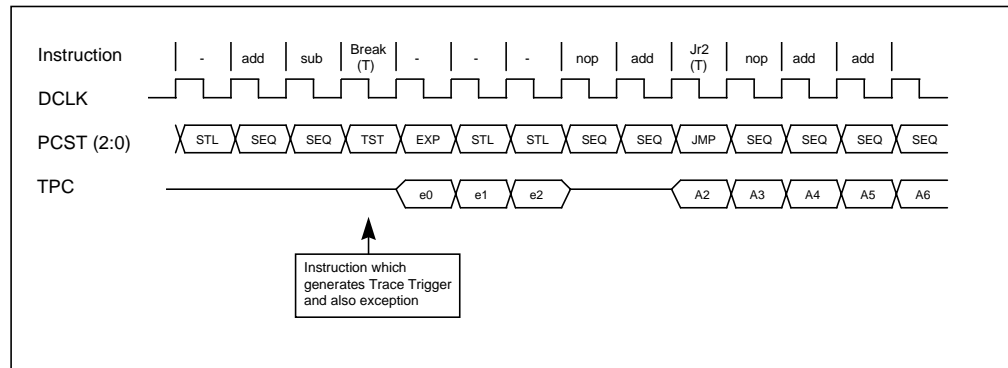 Instruction - add sub Break (T) - - - nop add Jr2 (T) nop add add
DCLK
PCST (2:0) STL SEQ SEQ TST EXP STL STL SEQ SEQ JMP SEQ SEQ SEQ SEQ
TPC e0 e1 e2 A2 A3 A4 A5 A6
Instruction which
generates Trace Trigger
and also exception